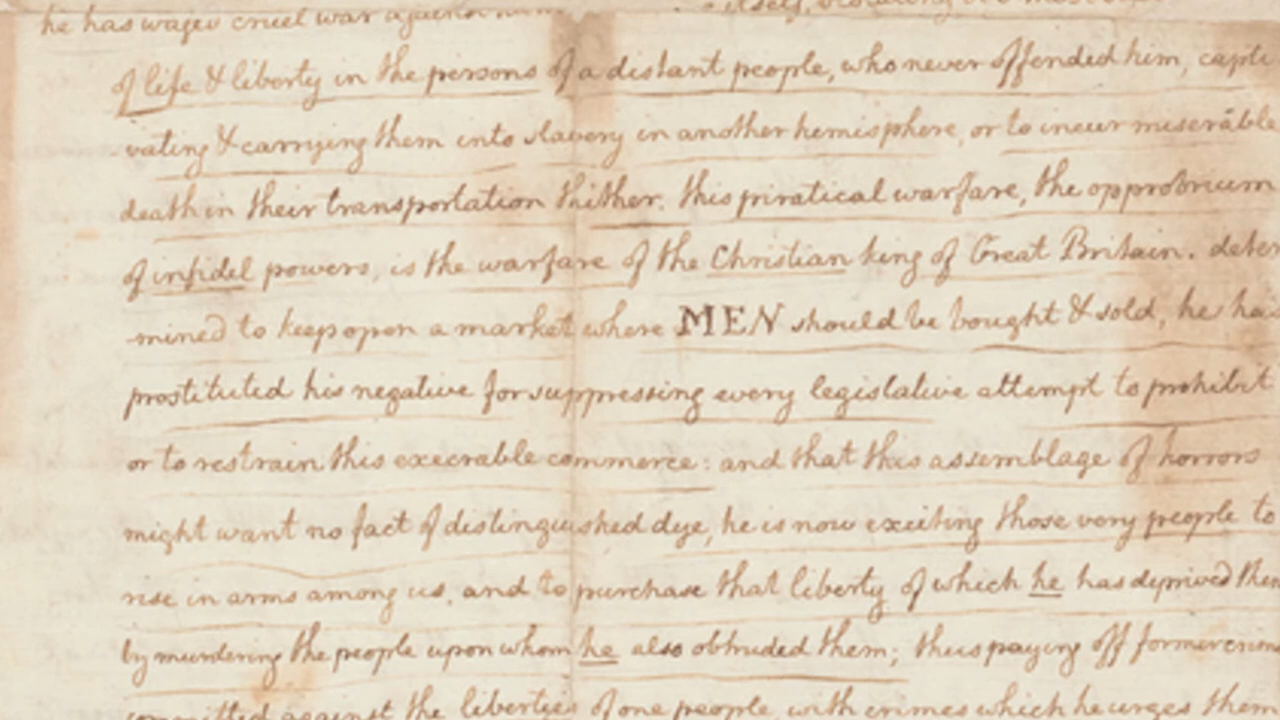 he has waged cruel war against
itself, violating
of life & liberty in the persons of a distant people, who never offended him, capti
vating & carrying them into slavery in another hemisphere, or to incur miserable
death in their transportation thither. this piratical warfare, the opprobrium
of infidel powers, is the warfare of the Christian king of Great Britain. deter
mined to keep open a market where MEN should be bought & sold, he has
prostituted his negative for suppressing every legislative attempt to prohibit
or to restrain this execrable commerce: and that this assemblage of horrors
might want no fact of distinguished dye, he is now exciting those very people to
rise in arms among us, and to purchase that liberty of which he has deprived them
by murdering the people upon whom he also obtruded them; thus paying off former crimes
committed against the liberties of one people, with crimes which he urges them